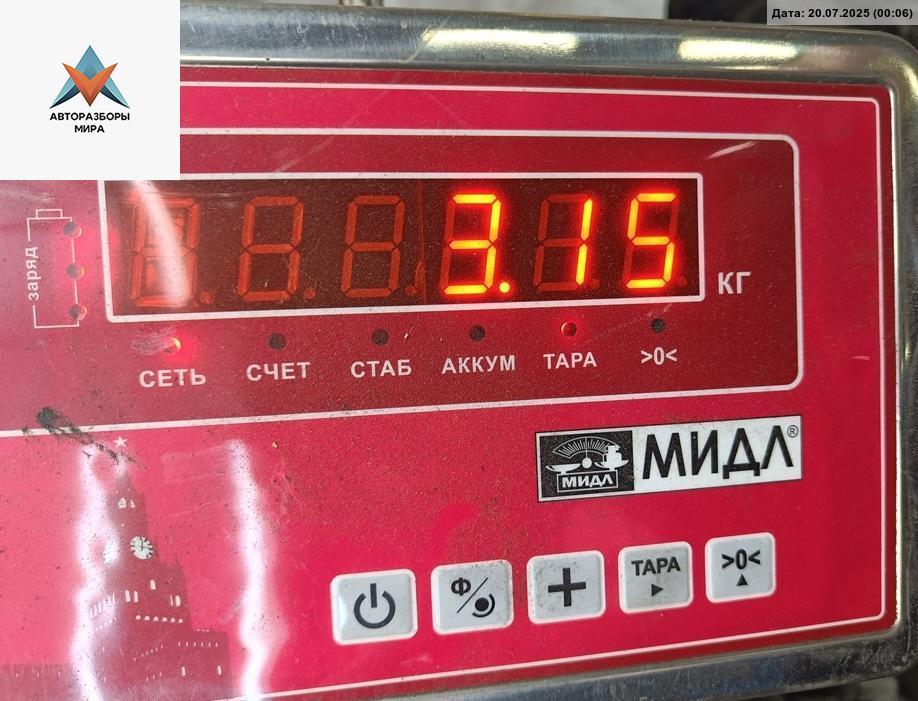 Дата: 20.07.2025 (00:06)
АВТОРАЗБОРЫ
МИРА
заряд
3.15
КГ
СЕТЬ СЧЕТ СТАБ АККУМ ТАРА >0<
МИДЛ МИДЛ®
Ф/ + ТАРА >0<